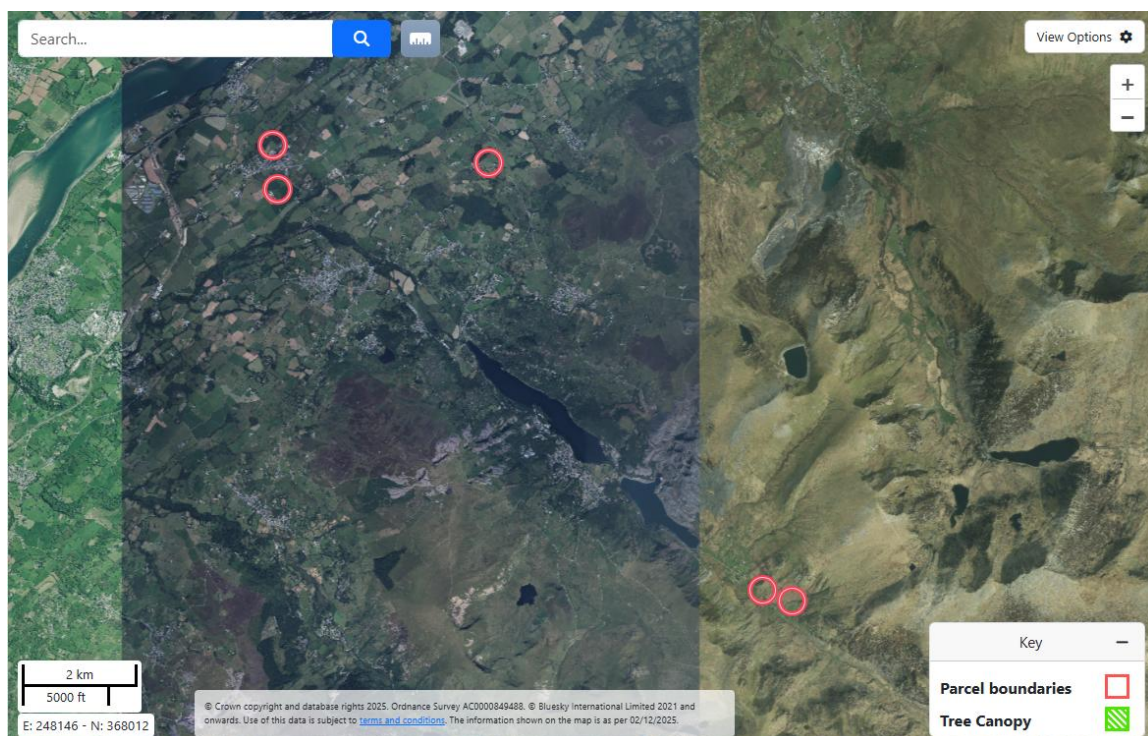 Search...
View Options
+
−
2 km
5000 ft
E: 248146 - N: 368012
© Crown copyright and database rights 2025. Ordnance Survey AC0000849488. © Bluesky International Limited 2021 and
onwards. Use of this data is subject to terms and conditions. The information shown on the map is as per 02/12/2025.
Key −
Parcel boundaries
Tree Canopy